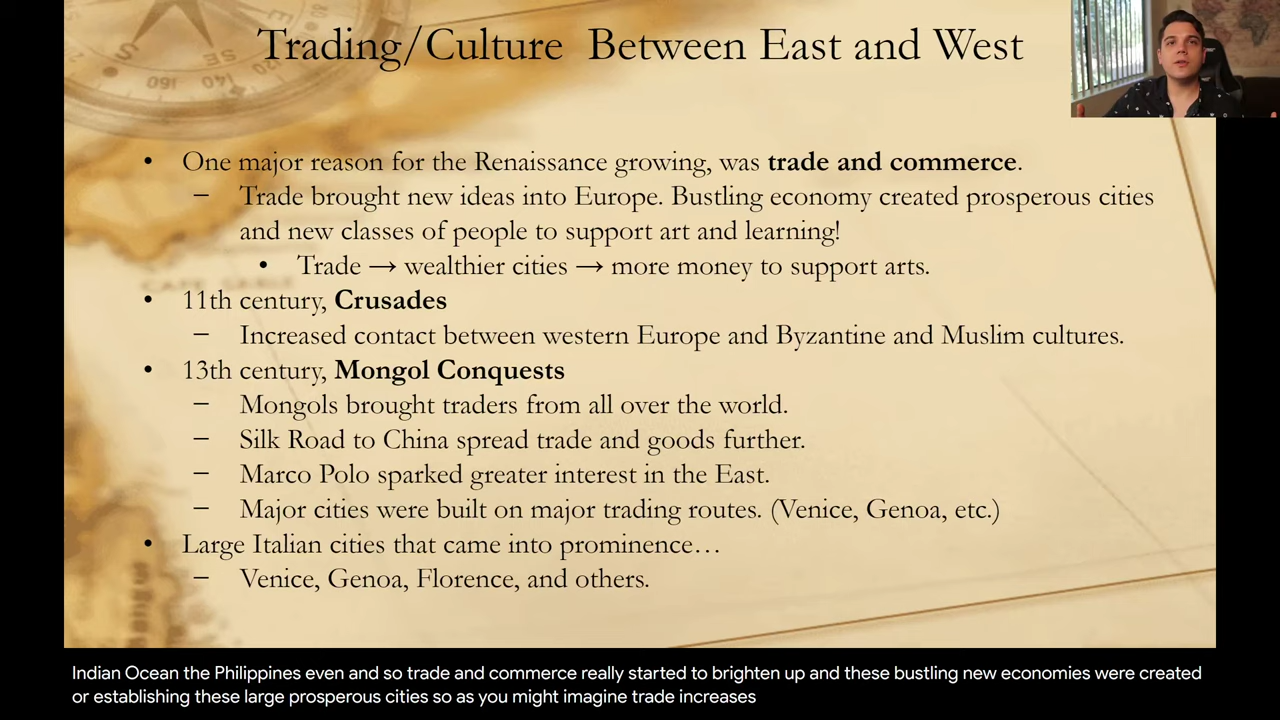 Trading/Culture Between East and West
• One major reason for the Renaissance growing, was trade and commerce.
– Trade brought new ideas into Europe. Bustling economy created prosperous cities
and new classes of people to support art and learning!
• Trade → wealthier cities → more money to support arts.
• 11th century, Crusades
– Increased contact between western Europe and Byzantine and Muslim cultures.
• 13th century, Mongol Conquests
– Mongols brought traders from all over the world.
– Silk Road to China spread trade and goods further.
– Marco Polo sparked greater interest in the East.
– Major cities were built on major trading routes. (Venice, Genoa, etc.)
• Large Italian cities that came into prominence…
– Venice, Genoa, Florence, and others.
Indian Ocean the Philippines even and so trade and commerce really started to brighten up and these bustling new economies were created
or establishing these large prosperous cities so as you might imagine trade increases